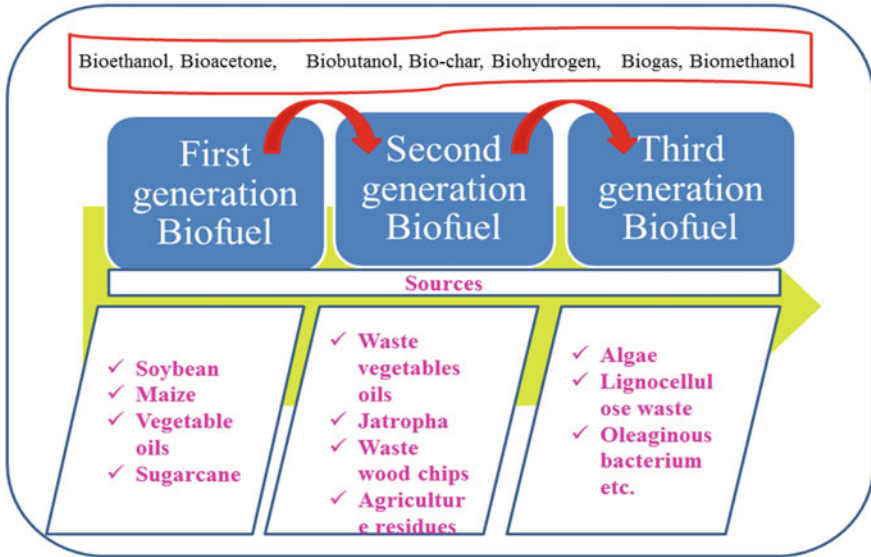 Bioethanol, Bioacetone, Biobutanol, Bio-char, Biohydrogen, Biogas, Biomethanol
First
generation
Biofuel
Second
generation
Biofuel
Third
generation
Biofuel
Sources
✓ Soybean
✓ Maize
✓ Vegetable
oils
✓ Sugarcane
✓ Waste
vegetables
oils
✓ Jatropha
✓ Waste
wood chips
✓ Agricultur
e residues
✓ Algae
✓ Lignocellul
ose waste
✓ Oleaginous
bacterium
etc.